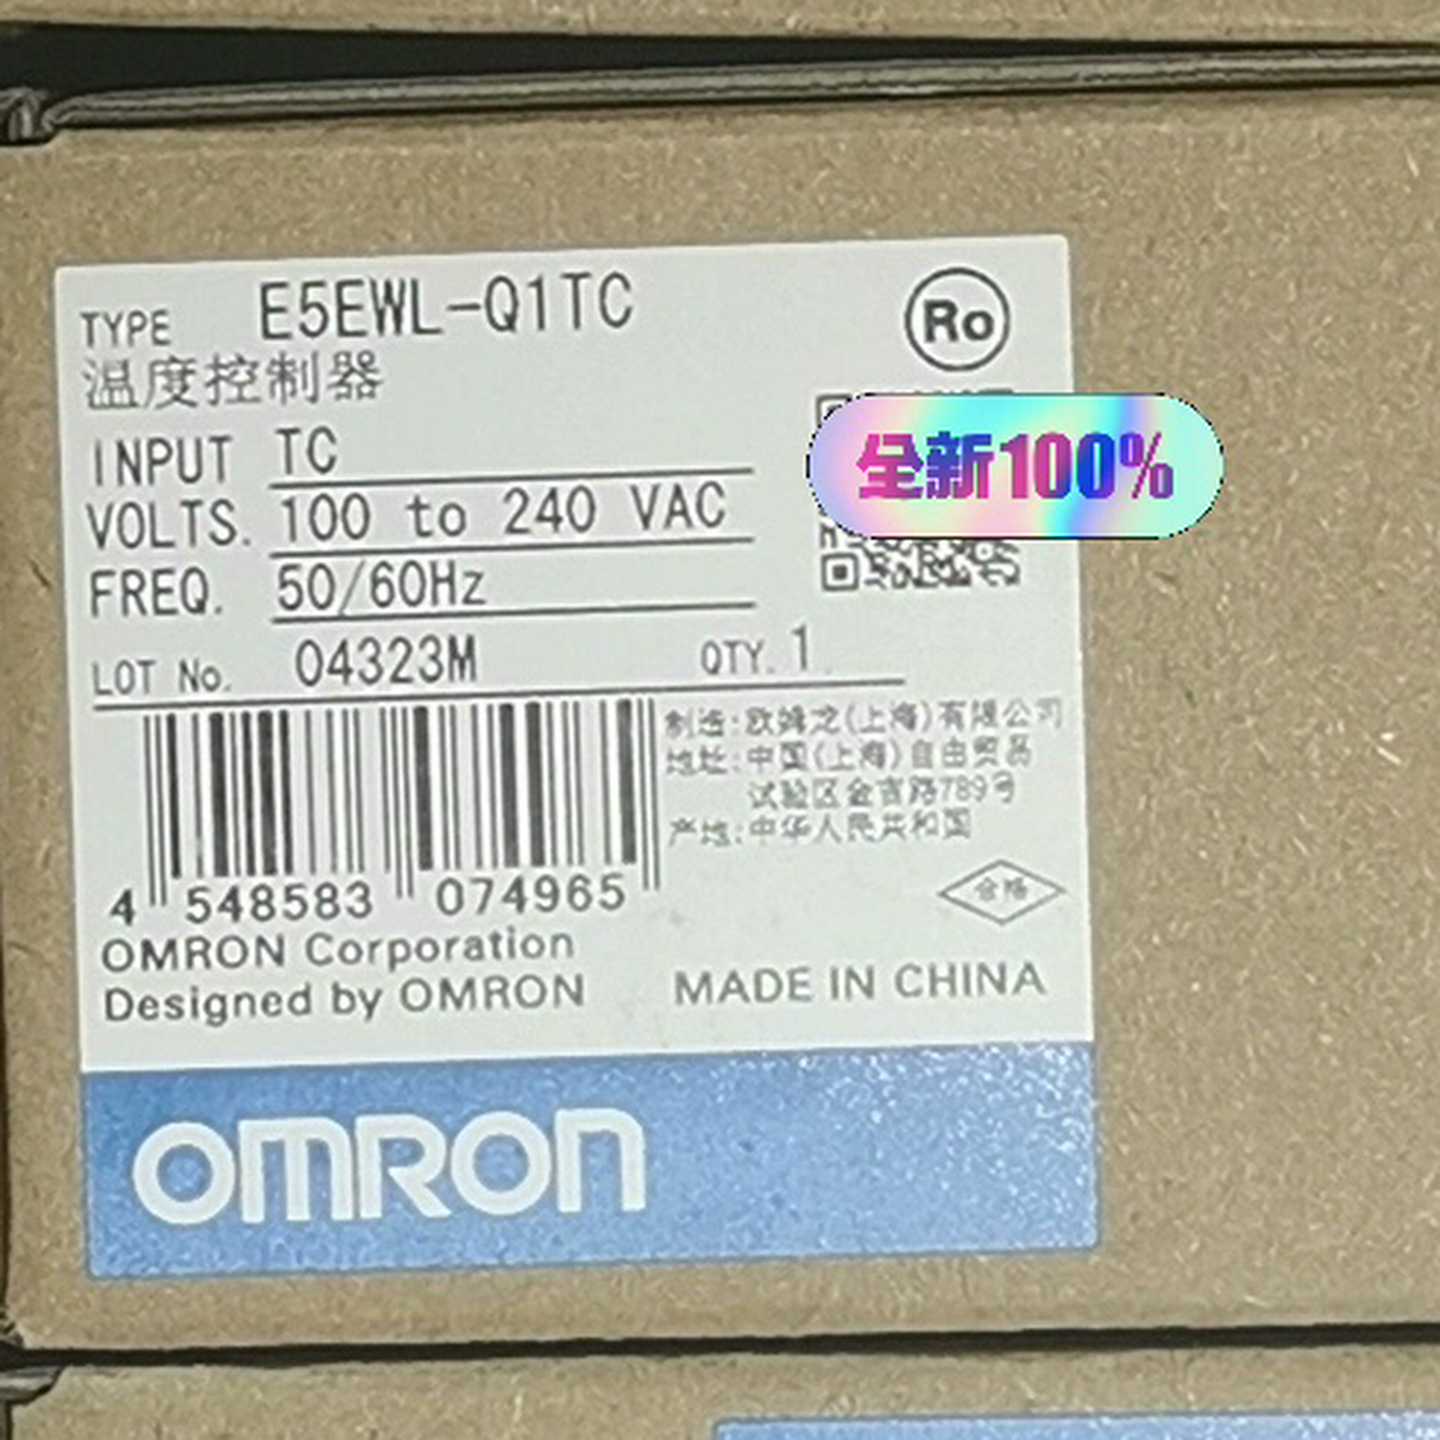 TYPE E5EWL-Q1TC
Ro
温度控制器
INPUT TC
全新100%
VOLTS. 100 to 240 VAC
FREQ. 50/60Hz
LOT No. 04323M QTY. 1
制造:欧姆龙(上海)有限公司
地址:中国(上海)自由贸易
试验区金吉路789号
产地:中华人民共和国
4 548583 074965
合格
OMRON Corporation
Designed by OMRON MADE IN CHINA
OMRON